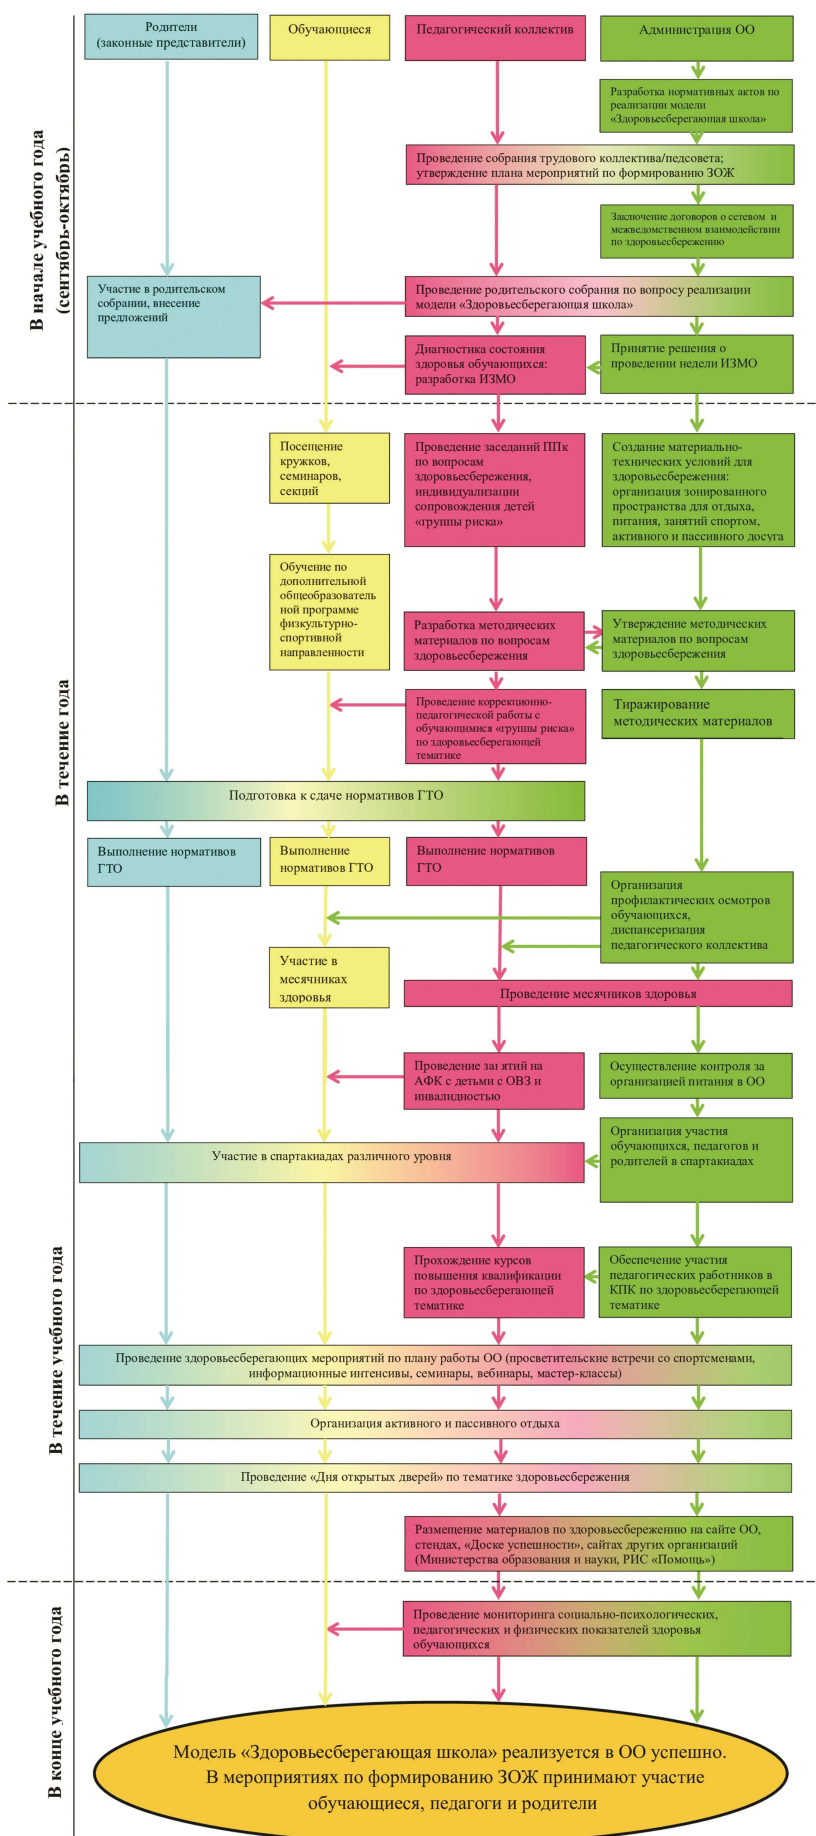 Родители
(законные представители)
Обучающиеся
Педагогический коллектив
Администрация ОО
В начале учебного года
(сентябрь-октябрь)
Разработка нормативных актов по
реализации модели
«Здоровьесберегающая школа»
Проведение собрания трудового коллектива/педсовета;
утверждение плана мероприятий по формированию ЗОЖ
Заключение договоров о сетевом и
межведомственном взаимодействии
по здоровьесбережению
Участие в родительском
собрании, внесение
предложений
Проведение родительского собрания по вопросу реализации
модели «Здоровьесберегающая школа»
Диагностика состояния
здоровья обучающихся:
разработка ИЗМО
Принятие решения о
проведении недели ИЗМО
В течение года
Посещение
кружков,
семинаров,
секций
Проведение заседаний ППк
по вопросам
здоровьесбережения,
индивидуализации
сопровождения детей
«группы риска»
Создание материально-
технических условий для
здоровьесбережения:
организация зонированного
пространства для отдыха,
питания, занятий спортом,
активного и пассивного досуга
Обучение по
дополнительной
общеобразователь
ной программе
физкультурно-
спортивной
направленности
Разработка методических
материалов по вопросам
здоровьесбережения
Утверждение методических
материалов по вопросам
здоровьесбережения
Проведение коррекционно-
педагогической работы с
обучающимися «группы риска»
по здоровьесберегающей
тематике
Тиражирование
методических материалов
Подготовка к сдаче нормативов ГТО
Выполнение нормативов
ГТО
Выполнение
нормативов ГТО
Выполнение нормативов
ГТО
Организация
профилактических осмотров
обучающихся,
диспансеризация
педагогического коллектива
Участие в
месячниках
здоровья
Проведение месячников здоровья
Проведение занятий на
АФК с детьми с ОВЗ и
инвалидностью
Осуществление контроля за
организацией питания в ОО
Участие в спартакиадах различного уровня
Организация участия
обучающихся, педагогов и
родителей в спартакиадах
В течение учебного года
Прохождение курсов
повышения квалификации
по здоровьесберегающей
тематике
Обеспечение участия
педагогических работников в
КПК по здоровьесберегающей
тематике
Проведение здоровьесберегающих мероприятий по плану работы ОО (просветительские встречи со спортсменами,
информационные интенсивы, семинары, вебинары, мастер-классы)
Организация активного и пассивного отдыха
Проведение «Дня открытых дверей» по тематике здоровьесбережения
Размещение материалов по здоровьесбережению на сайте ОО,
стендах, «Доске успешности», сайтах других организаций
(Министерства образования и науки, РИС «Помощь»)
В конце учебного года
Проведение мониторинга социально-психологических,
педагогических и физических показателей здоровья
обучающихся
Модель «Здоровьесберегающая школа» реализуется в ОО успешно.
В мероприятиях по формированию ЗОЖ принимают участие
обучающиеся, педагоги и родители